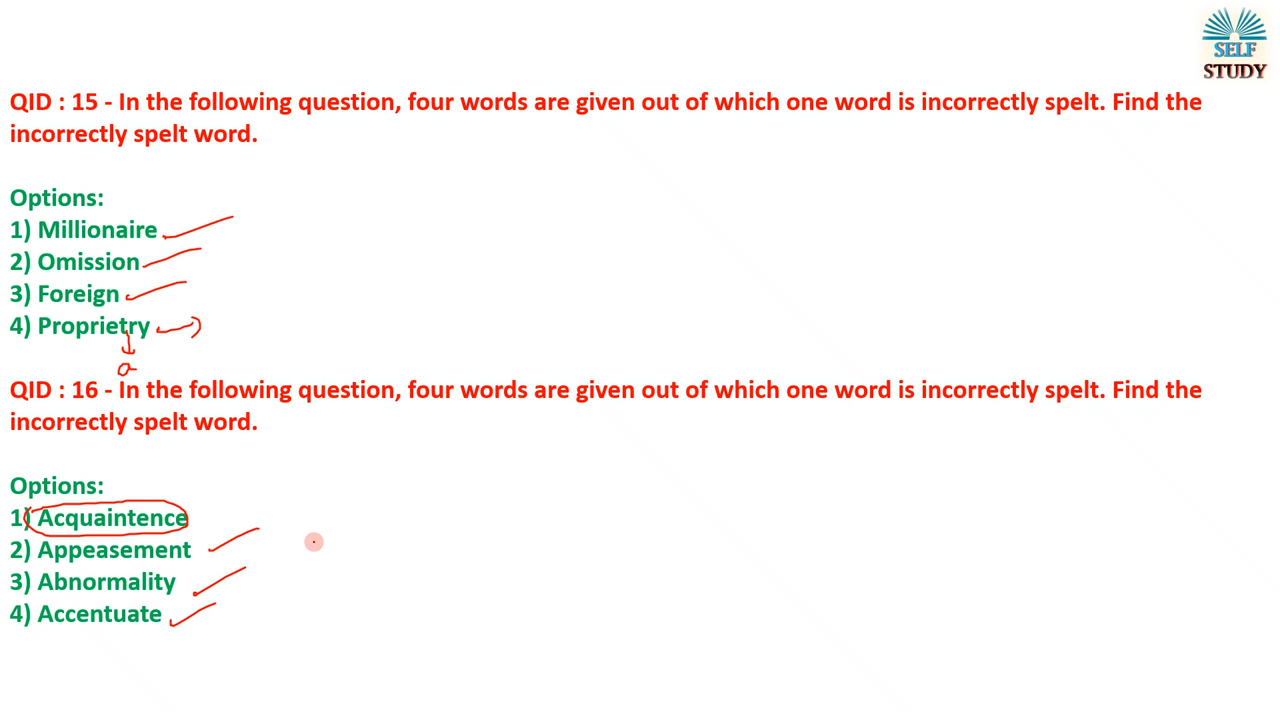 SELF
STUDY
QID : 15 - In the following question, four words are given out of which one word is incorrectly spelt. Find the
incorrectly spelt word.
Options:
1) Millionaire
2) Omission
3) Foreign
4) Proprietry
a
QID : 16 - In the following question, four words are given out of which one word is incorrectly spelt. Find the
incorrectly spelt word.
Options:
1) Acquaintence
2) Appeasement
3) Abnormality
4) Accentuate